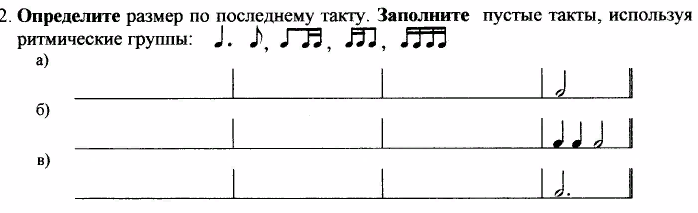 2. Определите размер по последнему такту. Заполните пустые такты, используя
ритмические группы: , , ,
а)
б)
в)